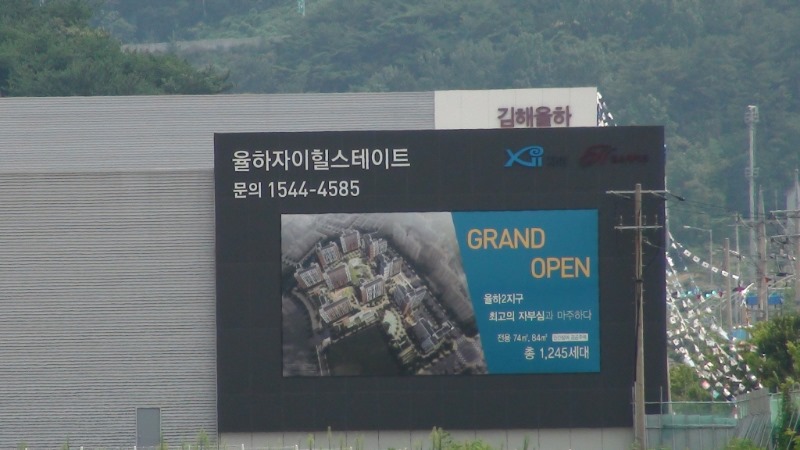 김해율하
율하자이힐스테이트
문의 1544-4585
Xi
GRAND
OPEN
율하2지구
최고의 자부심과 마주하다
전용 74㎡, 84㎡
총 1,245세대